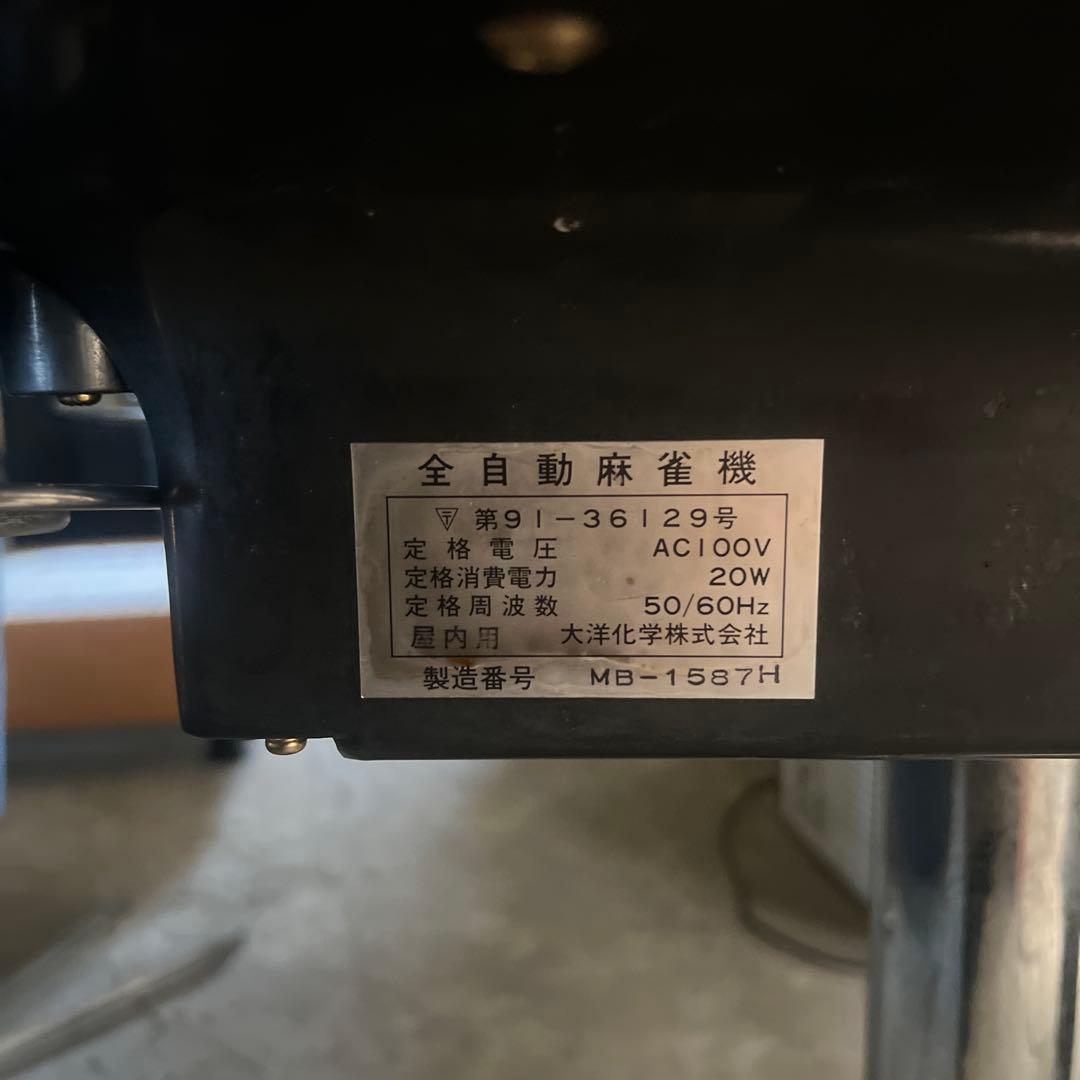 全自動麻雀機
〒 第91-36129号
定格電圧 AC100V
定格消費電力 20W
定格周波数 50/60Hz
屋内用 大洋化学株式会社
製造番号 MB-1587H